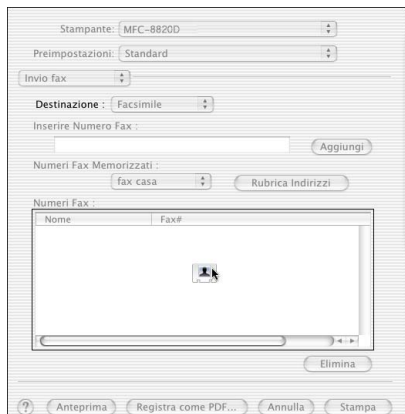 Stampante: MFC-8820D
Preimpostazioni: Standard
Invio fax
Destinazione : Facsimile
Inserire Numero Fax :
Aggiungi
Numeri Fax Memorizzati :
fax casa Rubrica Indirizzi
Numeri Fax :
Nome Fax#
Elimina
? Anteprima Registra come PDF... Annulla Stampa